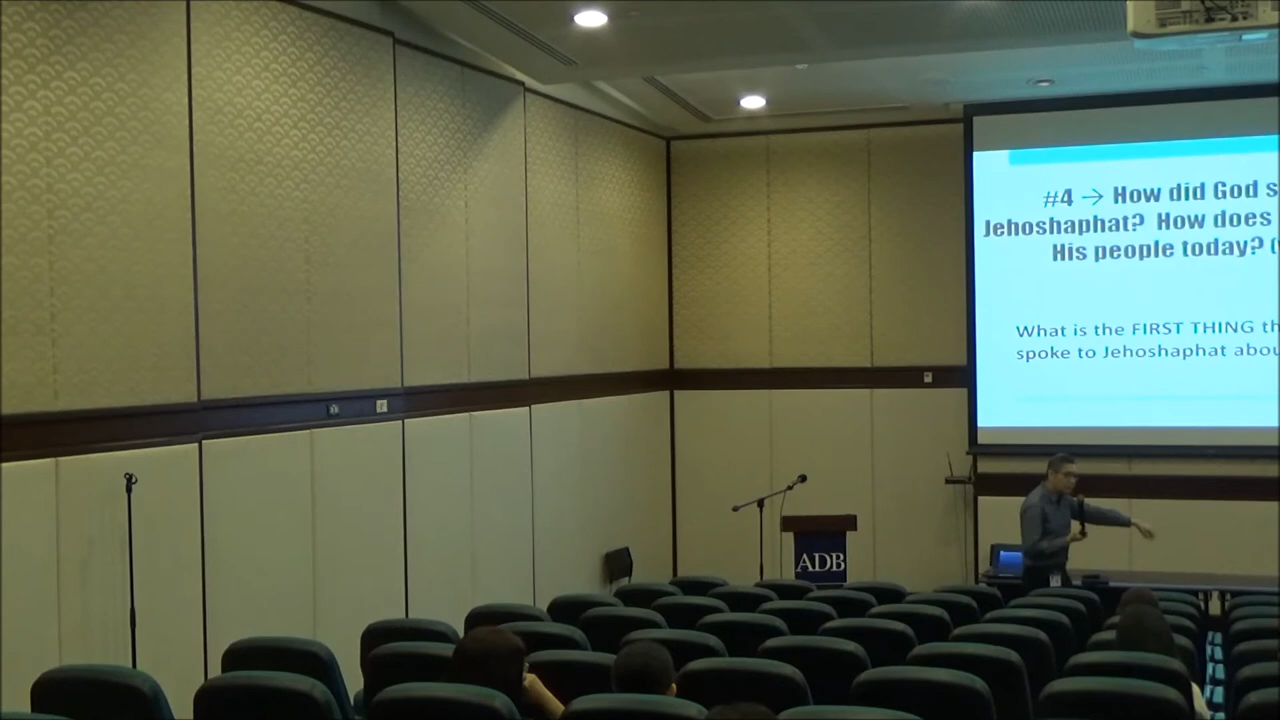 #4 → How did God s
Jehoshaphat? How does
His people today? (
What is the FIRST THING th
spoke to Jehoshaphat abou
ADB